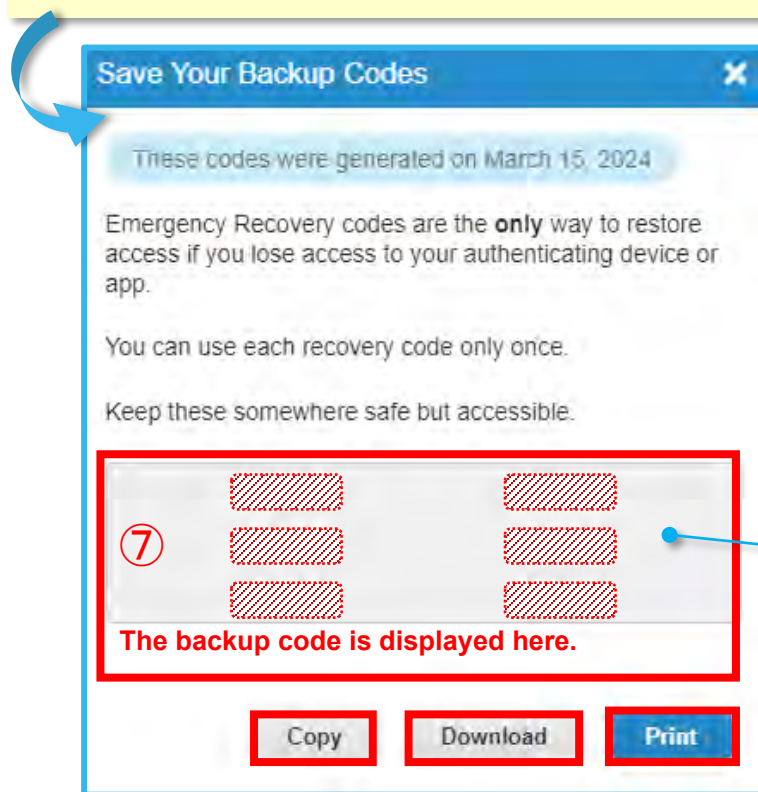 Save Your Backup Codes
These codes were generated on March 15, 2024
Emergency Recovery codes are the only way to restore
access if you lose access to your authenticating device or
app.
You can use each recovery code only once.
Keep these somewhere safe but accessible.
⑦
The backup code is displayed here.
Copy Download Print